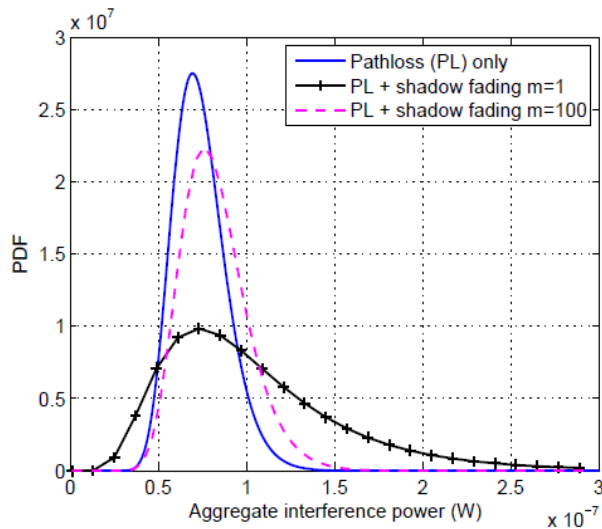 x 10^7
3
2.5
2
1.5
1
0.5
0
PDF
Pathloss (PL) only
PL + shadow fading m=1
PL + shadow fading m=100
0 0.5 1 1.5 2 2.5 3
Aggregate interference power (W)
x 10^-7